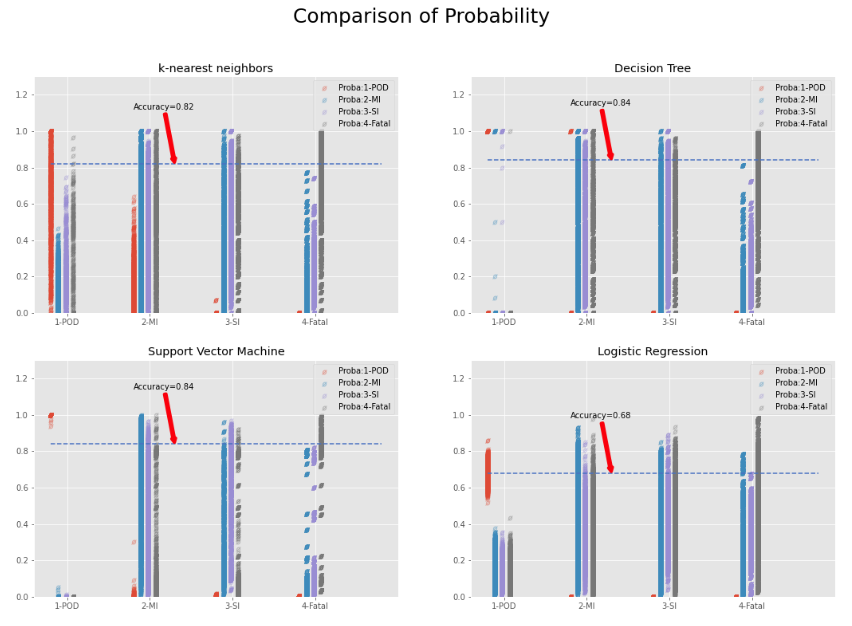 Comparison of Probability
k-nearest neighbors
1.2
1.0
0.8
0.6
0.4
0.2
0.0
Accuracy=0.82
Proba:1-POD
Proba:2-MI
Proba:3-SI
Proba:4-Fatal
1-POD 2-MI 3-SI 4-Fatal
Decision Tree
1.2
1.0
0.8
0.6
0.4
0.2
0.0
Accuracy=0.84
Proba:1-POD
Proba:2-MI
Proba:3-SI
Proba:4-Fatal
1-POD 2-MI 3-SI 4-Fatal
Support Vector Machine
1.2
1.0
0.8
0.6
0.4
0.2
0.0
Accuracy=0.84
Proba:1-POD
Proba:2-MI
Proba:3-SI
Proba:4-Fatal
1-POD 2-MI 3-SI 4-Fatal
Logistic Regression
1.2
1.0
0.8
0.6
0.4
0.2
0.0
Accuracy=0.68
Proba:1-POD
Proba:2-MI
Proba:3-SI
Proba:4-Fatal
1-POD 2-MI 3-SI 4-Fatal